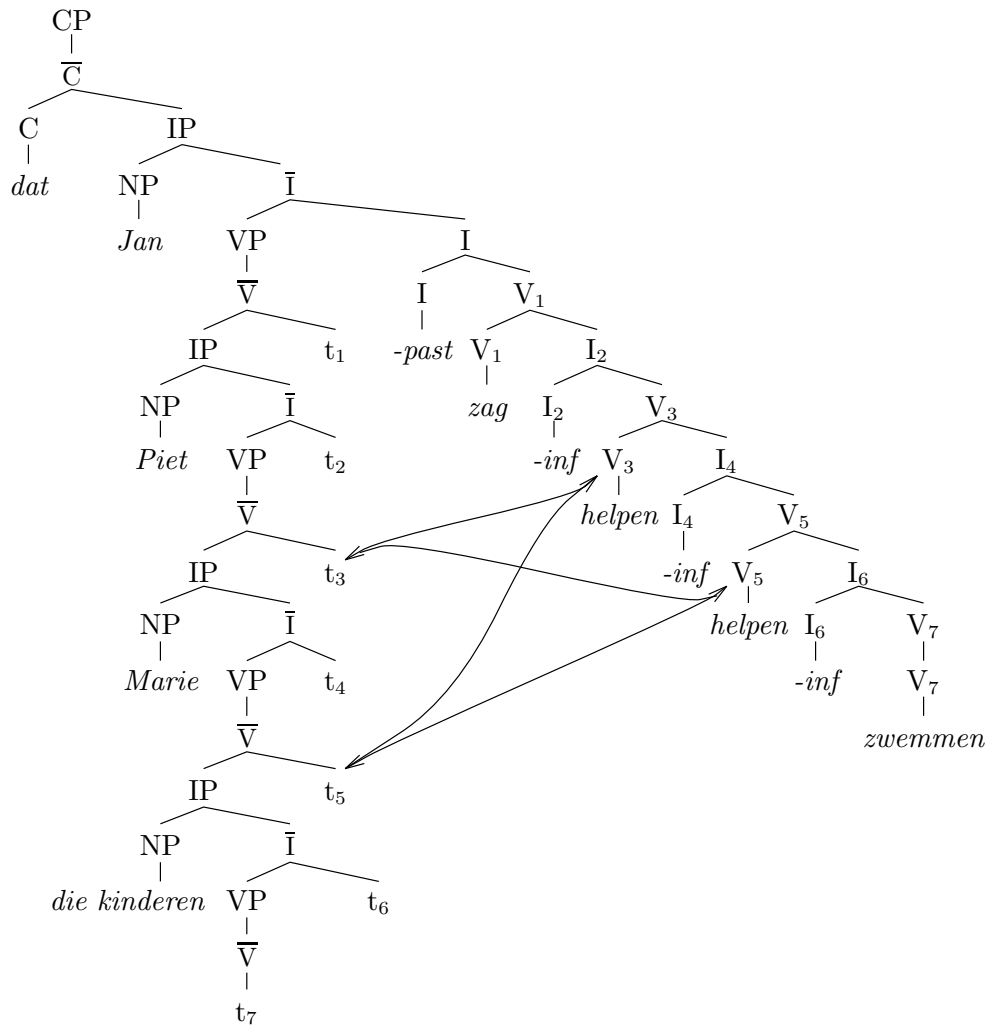 CP
C̅
C IP
dat NP I̅
Jan VP I
V̅ I V₁
IP t₁ -past V₁ I₂
NP I̅ zag I₂ V₃
Piet VP t₂ -inf V₃ I₄
V̅ helpen I₄ V₅
IP t₃ -inf V₅ I₆
NP I̅ helpen I₆ V₇
Marie VP t₄ -inf V₇
V̅ zwemmen
IP t₅
NP I̅
die kinderen VP t₆
V̅
t₇